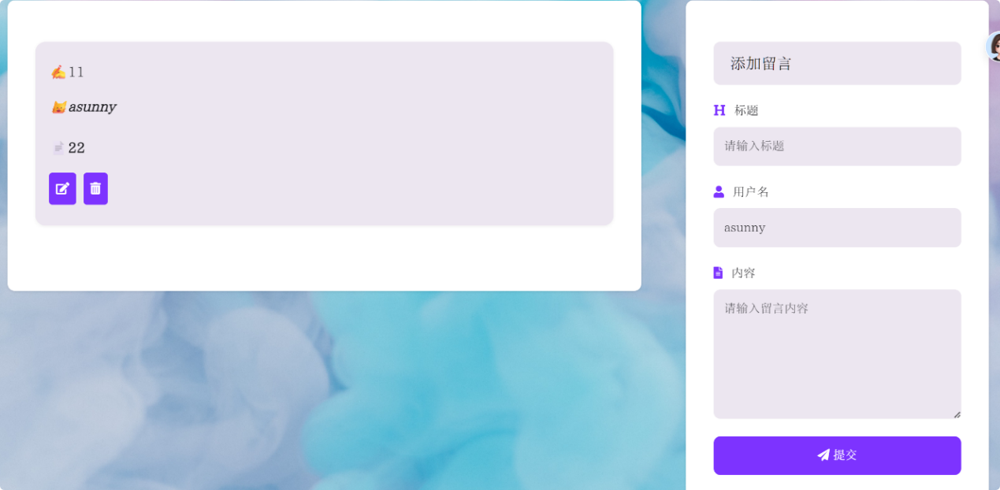 11
asunny
22
添加留言
标题
请输入标题
用户名
asunny
内容
请输入留言内容
提交